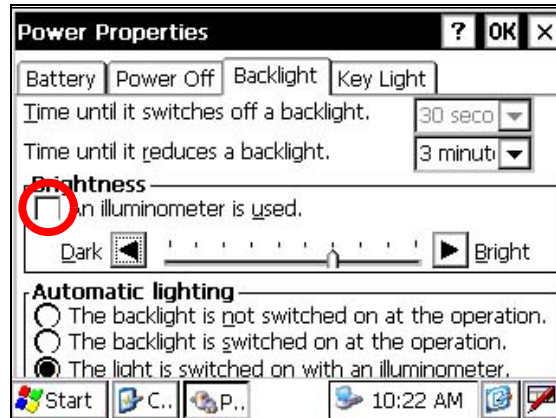 Power Properties ? OK ×
Battery Power Off Backlight Key Light
Time until it switches off a backlight. 30 seco
Time until it reduces a backlight. 3 minut
Brightness
An illuminometer is used.
Dark Bright
Automatic lighting
The backlight is not switched on at the operation.
The backlight is switched on at the operation.
The light is switched on with an illuminometer.
Start C.. P.. 10:22 AM